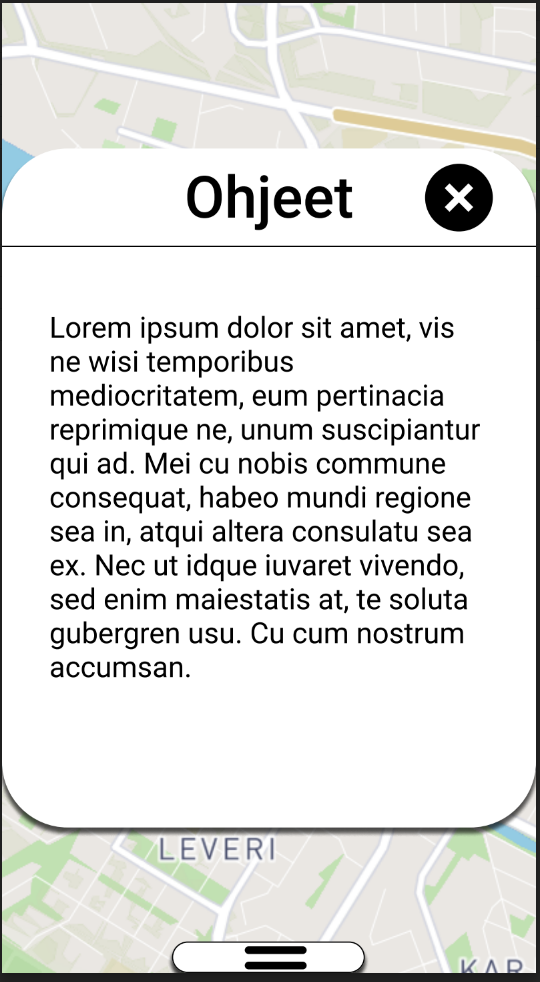 Ohjeet
Lorem ipsum dolor sit amet, vis
ne wisi temporibus
mediocritatem, eum pertinacia
reprimique ne, unum suscipiantur
qui ad. Mei cu nobis commune
consequat, habeo mundi regione
sea in, atqui altera consulatu sea
ex. Nec ut idque iuvaret vivendo,
sed enim maiestatis at, te soluta
gubergren usu. Cu cum nostrum
accumsan.
LEVERI
KAR